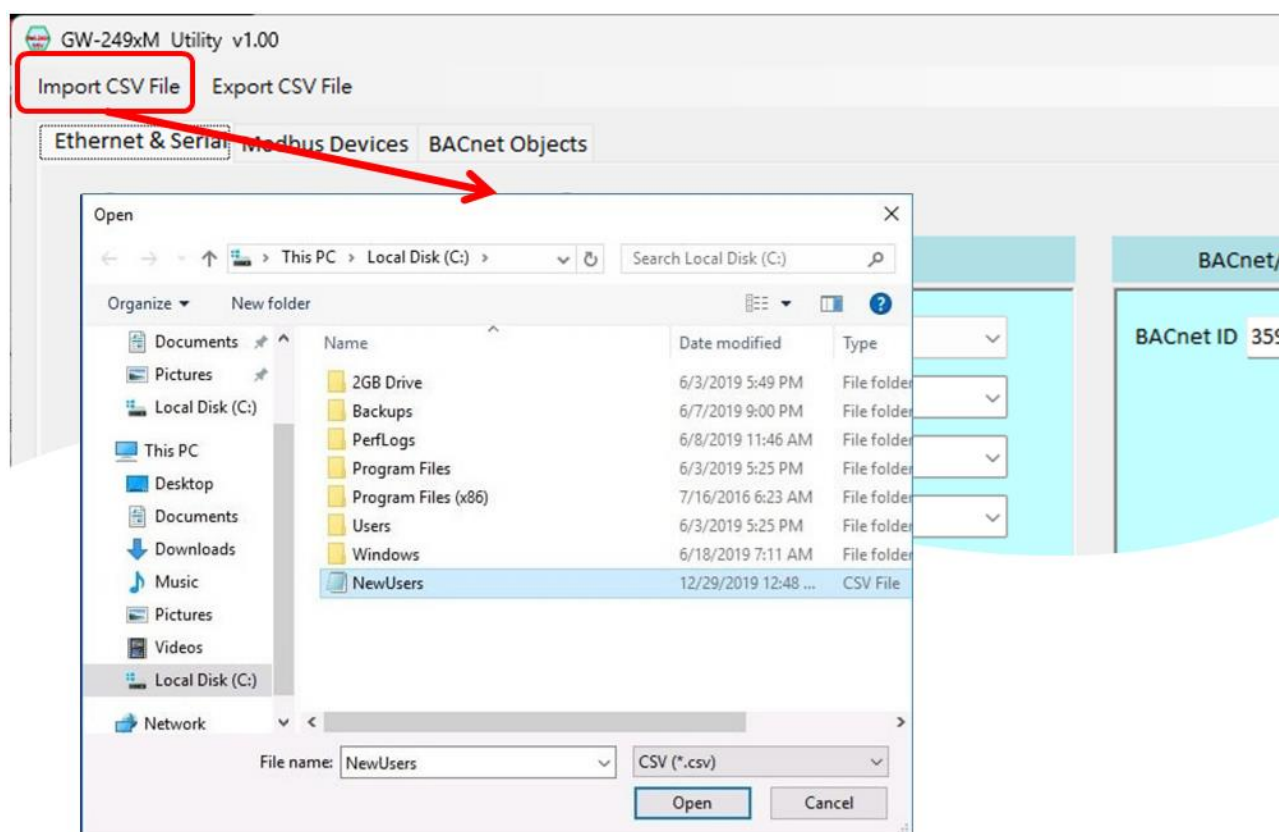 GW-249xM Utility v1.00
Import CSV File Export CSV File
Ethernet & Serial Modbus Devices BACnet Objects
Open
This PC > Local Disk (C:) >
Search Local Disk (C:)
BACnet/
Organize New folder
BACnet ID 359
Documents
Pictures
Local Disk (C:)
This PC
Desktop
Documents
Downloads
Music
Pictures
Videos
Local Disk (C:)
Network
Name Date modified Type
2GB Drive 6/3/2019 5:49 PM File folder
Backups 6/7/2019 9:00 PM File folder
PerfLogs 6/8/2019 11:46 AM File folder
Program Files 6/3/2019 5:25 PM File folder
Program Files (x86) 7/16/2016 6:23 AM File folder
Users 6/3/2019 5:25 PM File folder
Windows 6/18/2019 7:11 AM File folder
NewUsers 12/29/2019 12:48 ... CSV File
File name: NewUsers CSV (*.csv)
Open Cancel